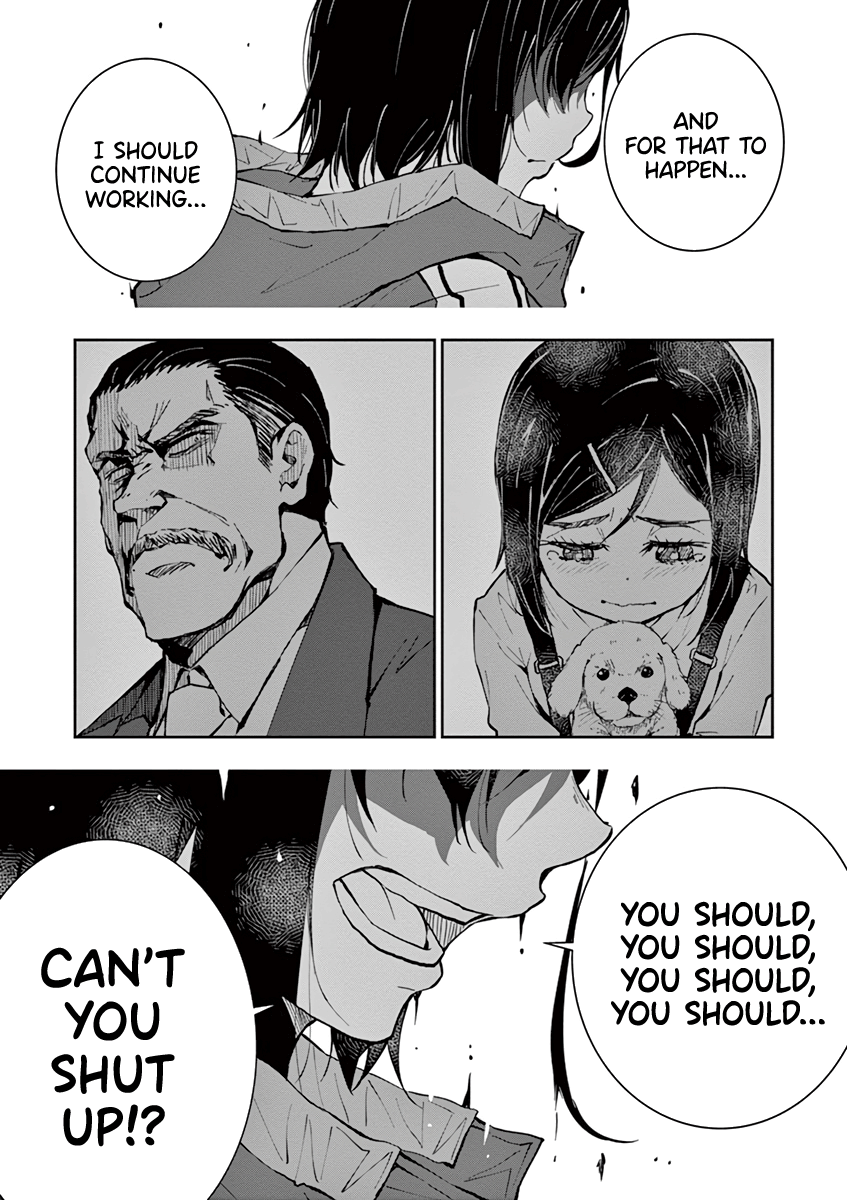 AND
FOR THAT TO
HAPPEN...
I SHOULD
CONTINUE
WORKING...
YOU SHOULD,
YOU SHOULD,
YOU SHOULD,
YOU SHOULD...
CAN'T
YOU
SHUT
UP!?